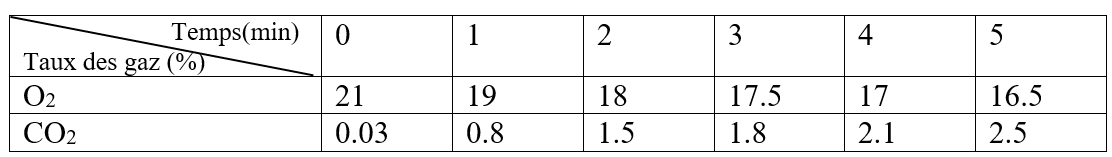 Temps(min) 0 1 2 3 4 5
Taux des gaz (%)
O₂ 21 19 18 17.5 17 16.5
CO₂ 0.03 0.8 1.5 1.8 2.1 2.5